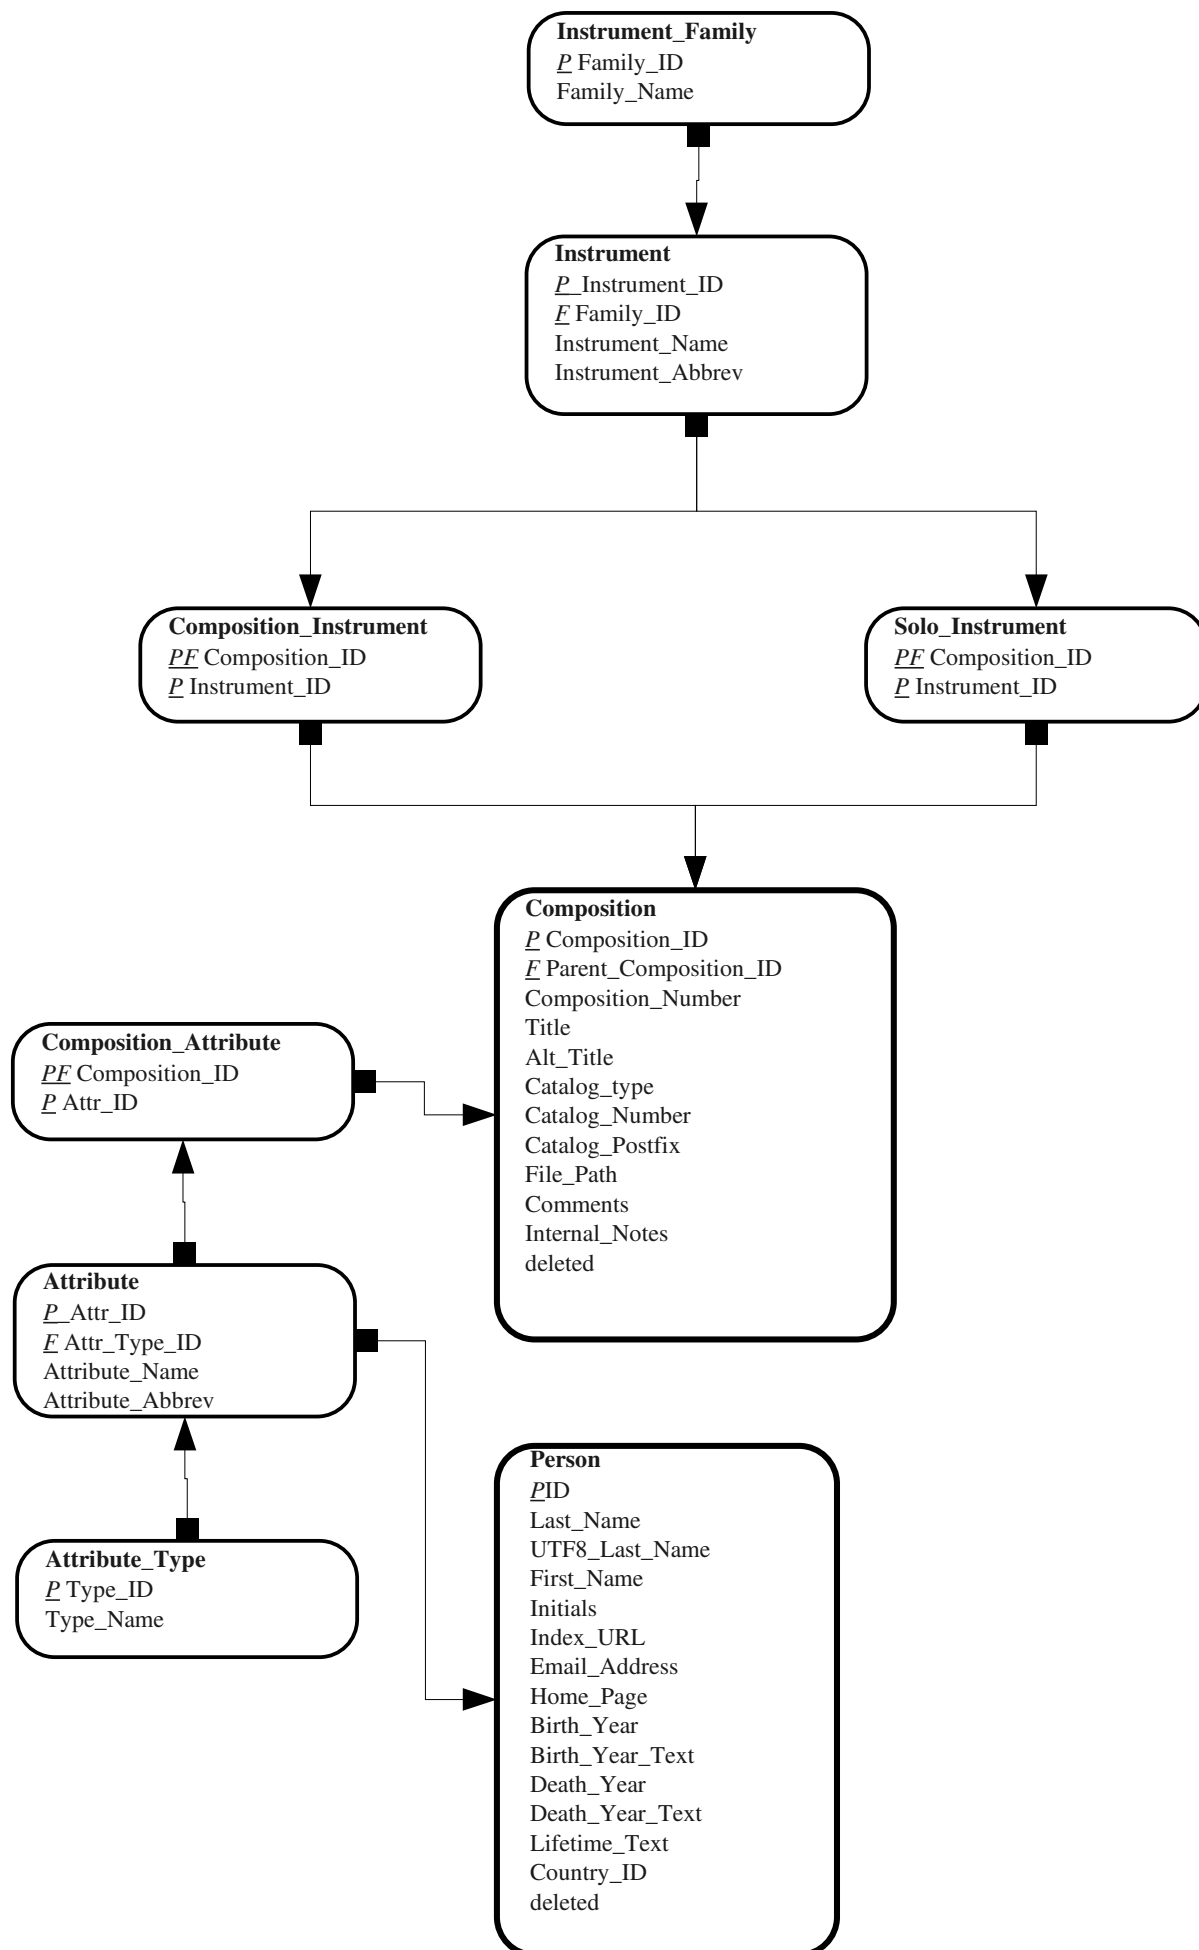 Instrument_Family
P Family_ID
Family_Name
Instrument
P_Instrument_ID
F Family_ID
Instrument_Name
Instrument_Abbrev
Composition_Instrument
PF Composition_ID
P Instrument_ID
Solo_Instrument
PF Composition_ID
P Instrument_ID
Composition
P Composition_ID
F Parent_Composition_ID
Composition_Number
Title
Alt_Title
Catalog_type
Catalog_Number
Catalog_Postfix
File_Path
Comments
Internal_Notes
deleted
Composition_Attribute
PF Composition_ID
P Attr_ID
Attribute
P_Attr_ID
F Attr_Type_ID
Attribute_Name
Attribute_Abbrev
Attribute_Type
P Type_ID
Type_Name
Person
PID
Last_Name
UTF8_Last_Name
First_Name
Initials
Index_URL
Email_Address
Home_Page
Birth_Year
Birth_Year_Text
Death_Year
Death_Year_Text
Lifetime_Text
Country_ID
deleted